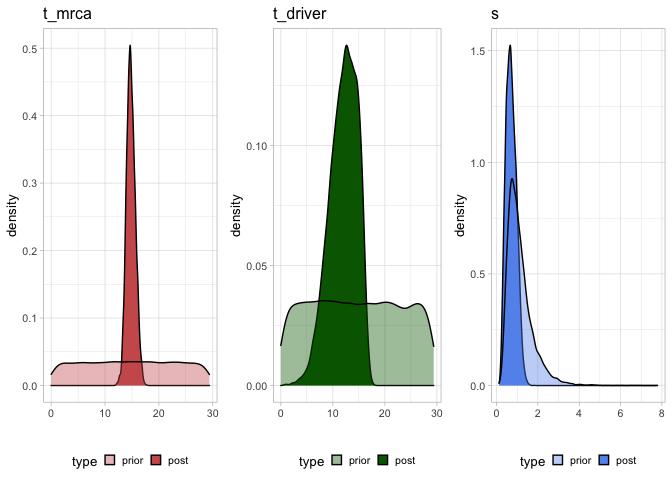 t_mrca
density
0.5
0.4
0.3
0.2
0.1
0.0
0 10 20 30
type prior post
t_driver
density
0.10
0.05
0.00
0 10 20 30
type prior post
s
density
1.5
1.0
0.5
0.0
0 2 4 6 8
type prior post